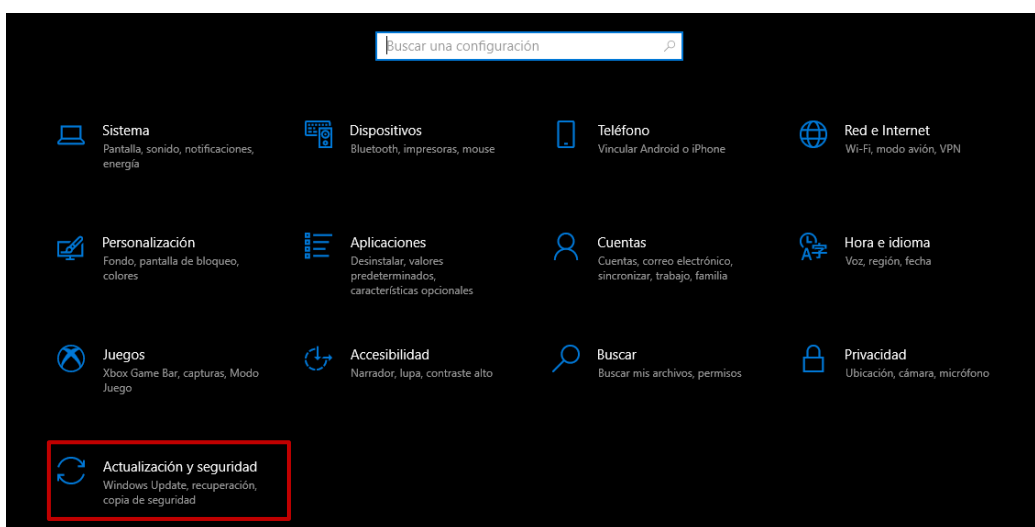 Buscar una configuración
Sistema
Pantalla, sonido, notificaciones,
energía
Dispositivos
Bluetooth, impresoras, mouse
Teléfono
Vincular Android o iPhone
Red e Internet
Wi-Fi, modo avión, VPN
Personalización
Fondo, pantalla de bloqueo,
colores
Aplicaciones
Desinstalar, valores
predeterminados,
características opcionales
Cuentas
Cuentas, correo electrónico,
sincronizar, trabajo, familia
Hora e idioma
Voz, región, fecha
Juegos
Xbox Game Bar, capturas, Modo
Juego
Accesibilidad
Narrador, lupa, contraste alto
Buscar
Buscar mis archivos, permisos
Privacidad
Ubicación, cámara, micrófono
Actualización y seguridad
Windows Update, recuperación,
copia de seguridad